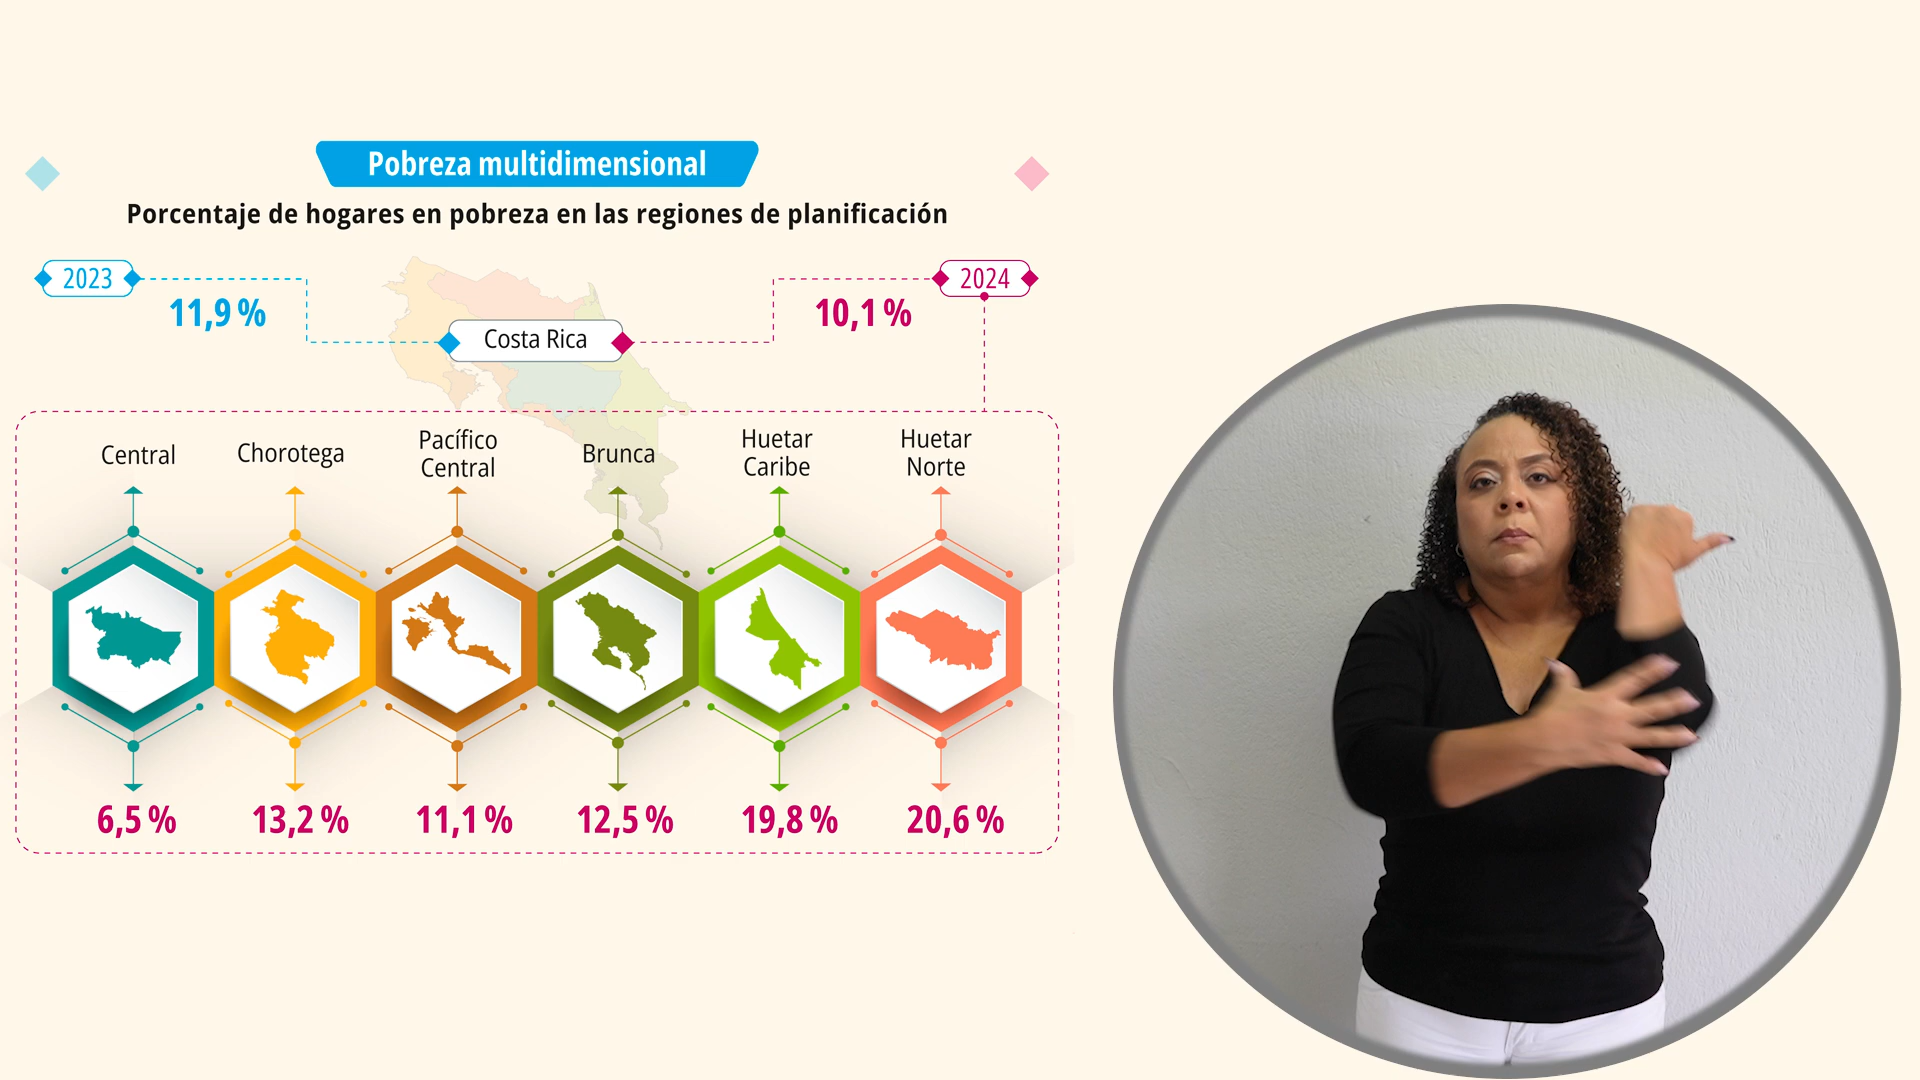 Pobreza multidimensional
Porcentaje de hogares en pobreza en las regiones de planificación
2023
2024
11,9 %
10,1 %
Costa Rica
Central
Chorotega
Pacífico
Central
Brunca
Huetar
Caribe
Huetar
Norte
6,5 %
13,2 %
11,1 %
12,5 %
19,8 %
20,6 %